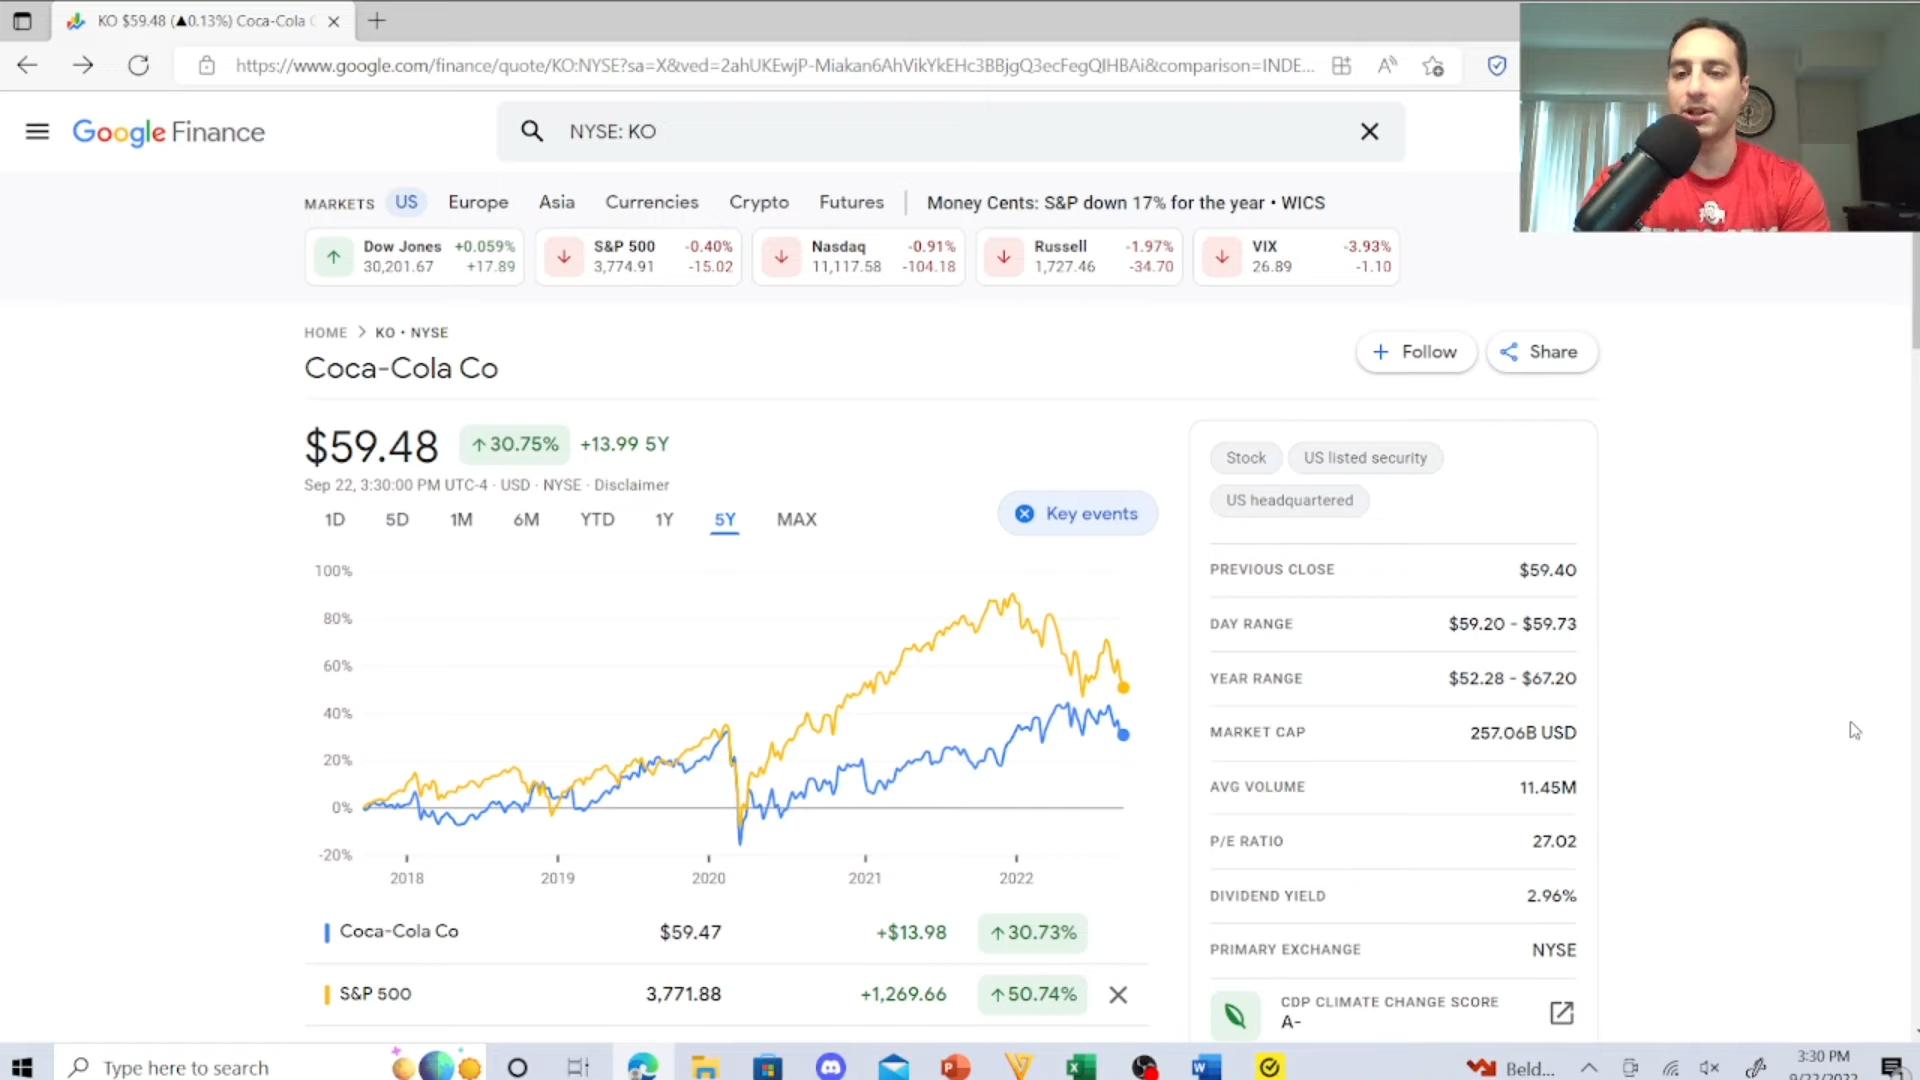 KO $59.48 (▲0.13%) Coca-Cola
https://www.google.com/finance/quote/KO:NYSE?sa=X&ved=2ahUKEwjP-Miakan6AhVikYkEHc3BBjgQ3ecFegQIHBAi&comparison=INDE...
Google Finance
NYSE: KO
MARKETS US Europe Asia Currencies Crypto Futures Money Cents: S&P down 17% for the year • WICS
Dow Jones +0.059%
30,201.67 +17.89
S&P 500 -0.40%
3,774.91 -15.02
Nasdaq -0.91%
11,117.58 -104.18
Russell -1.97%
1,727.46 -34.70
VIX -3.93%
26.89 -1.10
HOME > KO • NYSE
Coca-Cola Co
+ Follow
Share
$59.48 ↑30.75% +13.99 5Y
Sep 22, 3:30:00 PM UTC-4 · USD · NYSE · Disclaimer
1D 5D 1M 6M YTD 1Y 5Y MAX
Key events
100%
80%
60%
40%
20%
0%
-20%
2018 2019 2020 2021 2022
Coca-Cola Co $59.47 +$13.98 ↑30.73%
S&P 500 3,771.88 +1,269.66 ↑50.74%
Stock US listed security
US headquartered
PREVIOUS CLOSE $59.40
DAY RANGE $59.20 - $59.73
YEAR RANGE $52.28 - $67.20
MARKET CAP 257.06B USD
AVG VOLUME 11.45M
P/E RATIO 27.02
DIVIDEND YIELD 2.96%
PRIMARY EXCHANGE NYSE
CDP CLIMATE CHANGE SCORE
A-
Type here to search
Beld...
3:30 PM